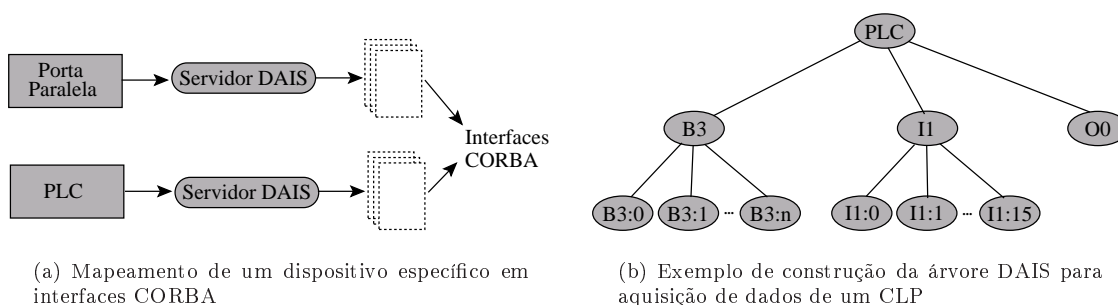 Porta
Paralela
Servidor DAIS
Interfaces
CORBA
PLC
Servidor DAIS
(a) Mapeamento de um dispositivo específico em
interfaces CORBA
PLC
B3
I1
O0
B3:0
B3:1
...
B3:n
I1:0
I1:1
...
I1:15
(b) Exemplo de construção da árvore DAIS para
aquisição de dados de um CLP